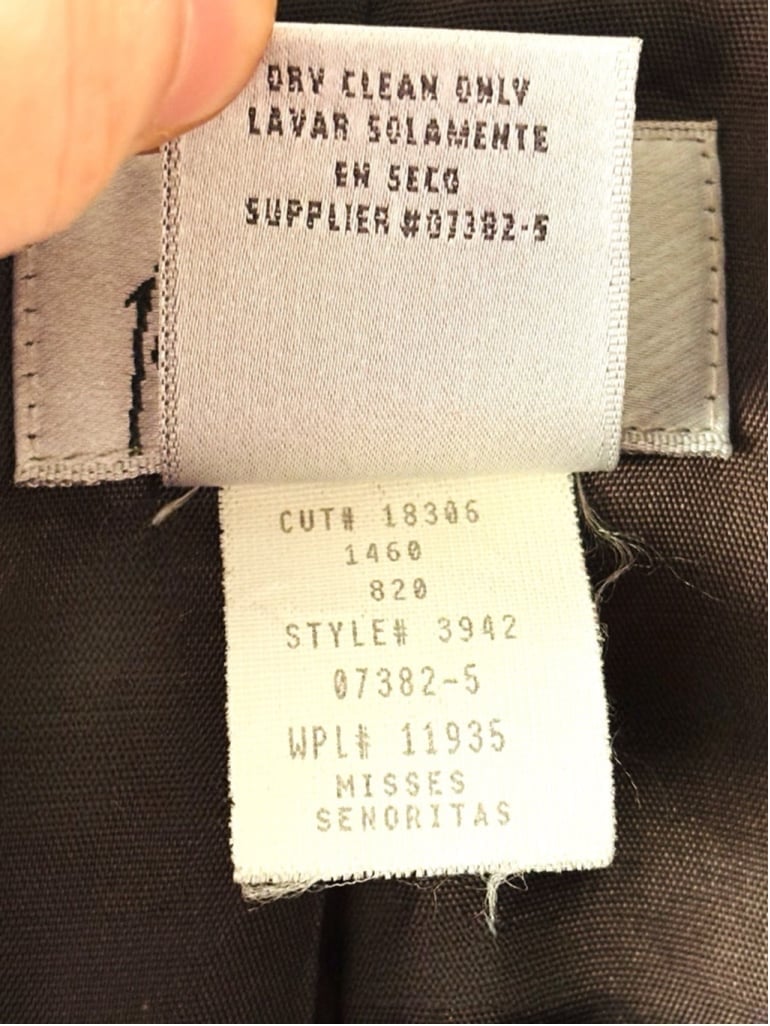 DRY CLEAN ONLY
LAVAR SOLAMENTE
EN SECO
SUPPLIER #07382-5
CUT# 18306
1460
820
STYLE# 3942
07382-5
WPL# 11935
MISSES
SENORITAS